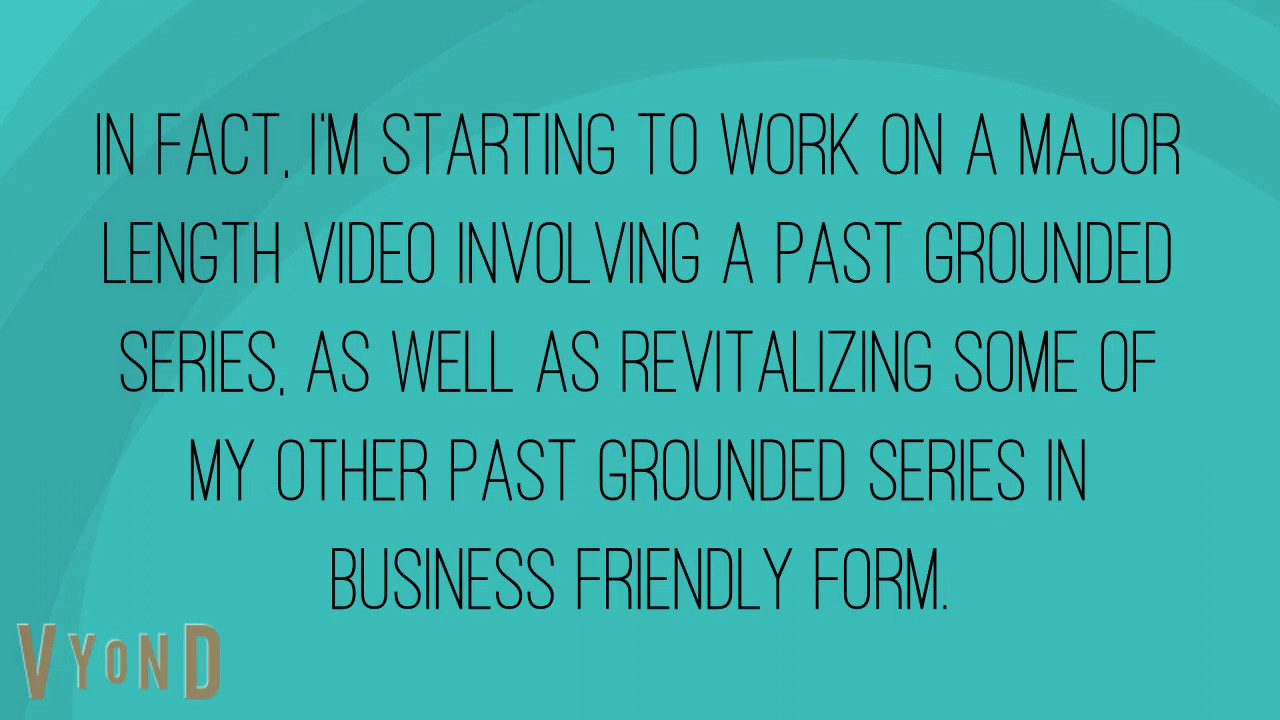 IN FACT, I'M STARTING TO WORK ON A MAJOR
LENGTH VIDEO INVOLVING A PAST GROUNDED
SERIES, AS WELL AS REVITALIZING SOME OF
MY OTHER PAST GROUNDED SERIES IN
BUSINESS FRIENDLY FORM.
VYOND